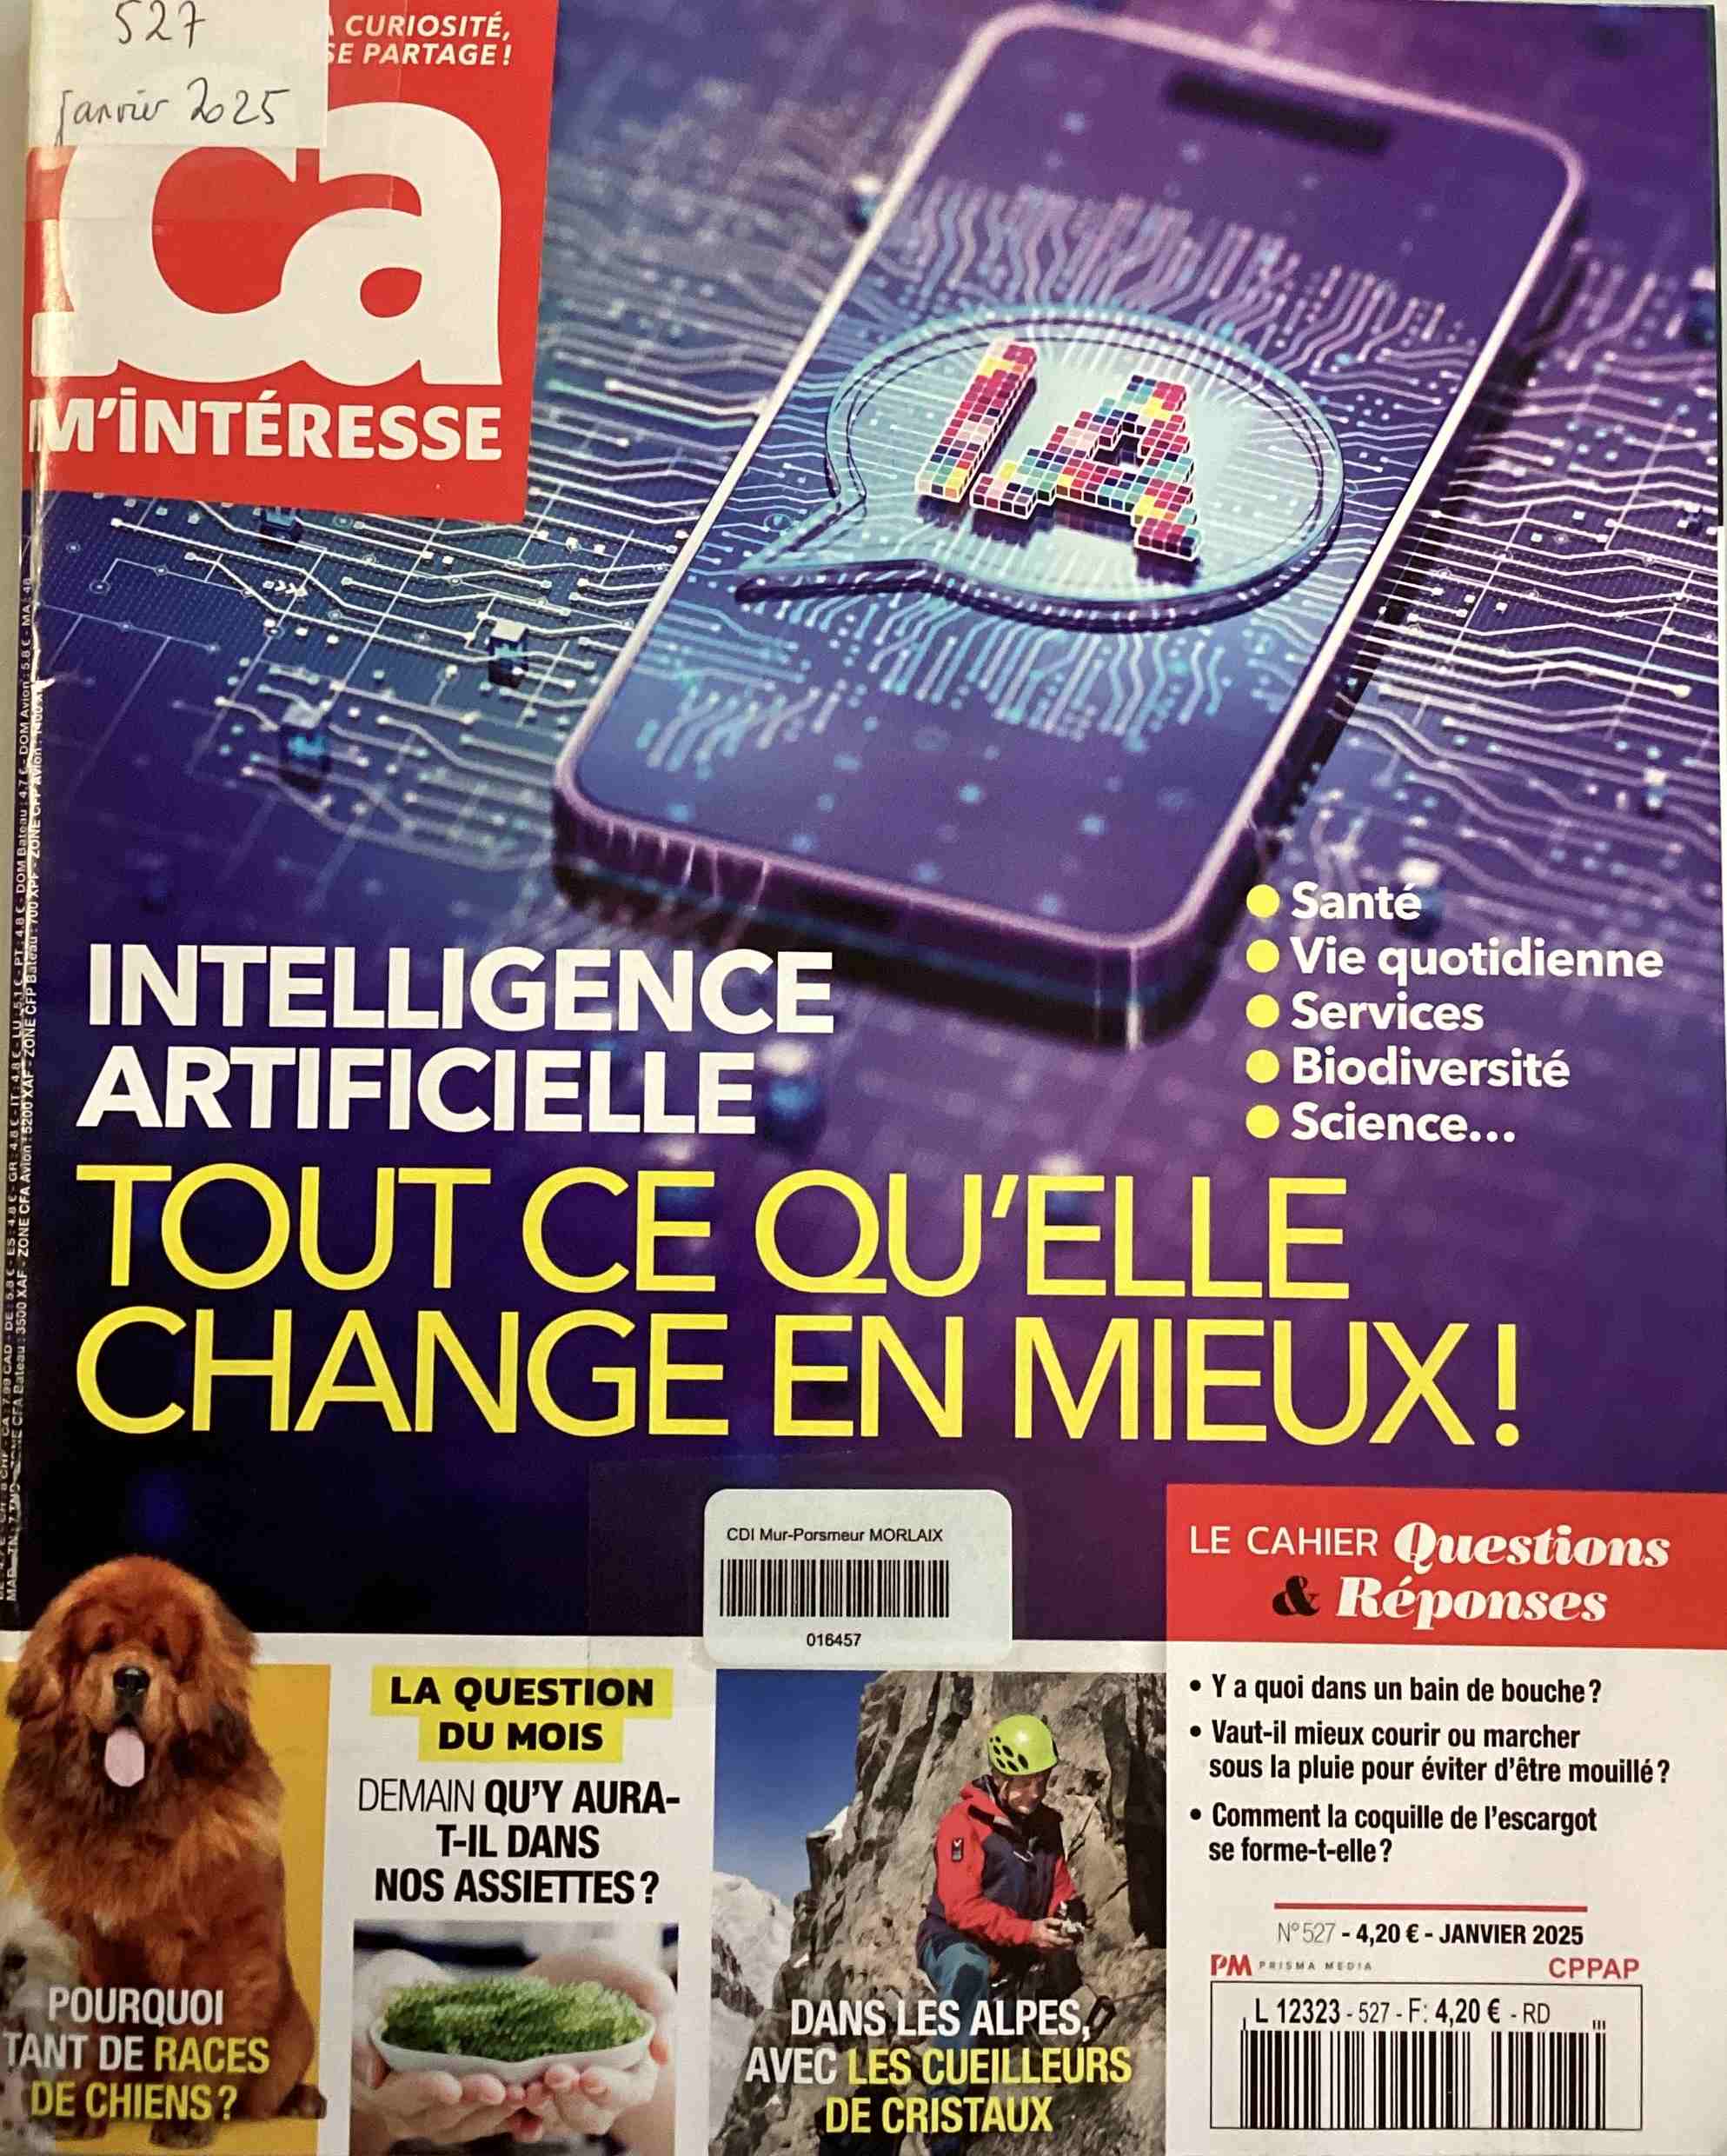 527
janvier 2025
CURIOSITÉ,
SE PARTAGE !
ça
M'INTÉRESSE
IA
Santé
Vie quotidienne
Services
Biodiversité
Science...
INTELLIGENCE
ARTIFICIELLE
TOUT CE QU'ELLE
CHANGE EN MIEUX !
CDI Mur-Porsmeur MORLAIX
016457
LE CAHIER Questions
& Réponses
• Y a quoi dans un bain de bouche ?
• Vaut-il mieux courir ou marcher
sous la pluie pour éviter d'être mouillé ?
• Comment la coquille de l'escargot
se forme-t-elle ?
N° 527 - 4,20 € - JANVIER 2025
PM PRISMA MEDIA
CPPAP
L 12323 - 527 - F: 4,20 € - RD
POURQUOI
TANT DE RACES
DE CHIENS ?
LA QUESTION
DU MOIS
DEMAIN QU'Y AURA-
T-IL DANS
NOS ASSIETTES ?
DANS LES ALPES,
AVEC LES CUEILLEURS
DE CRISTAUX